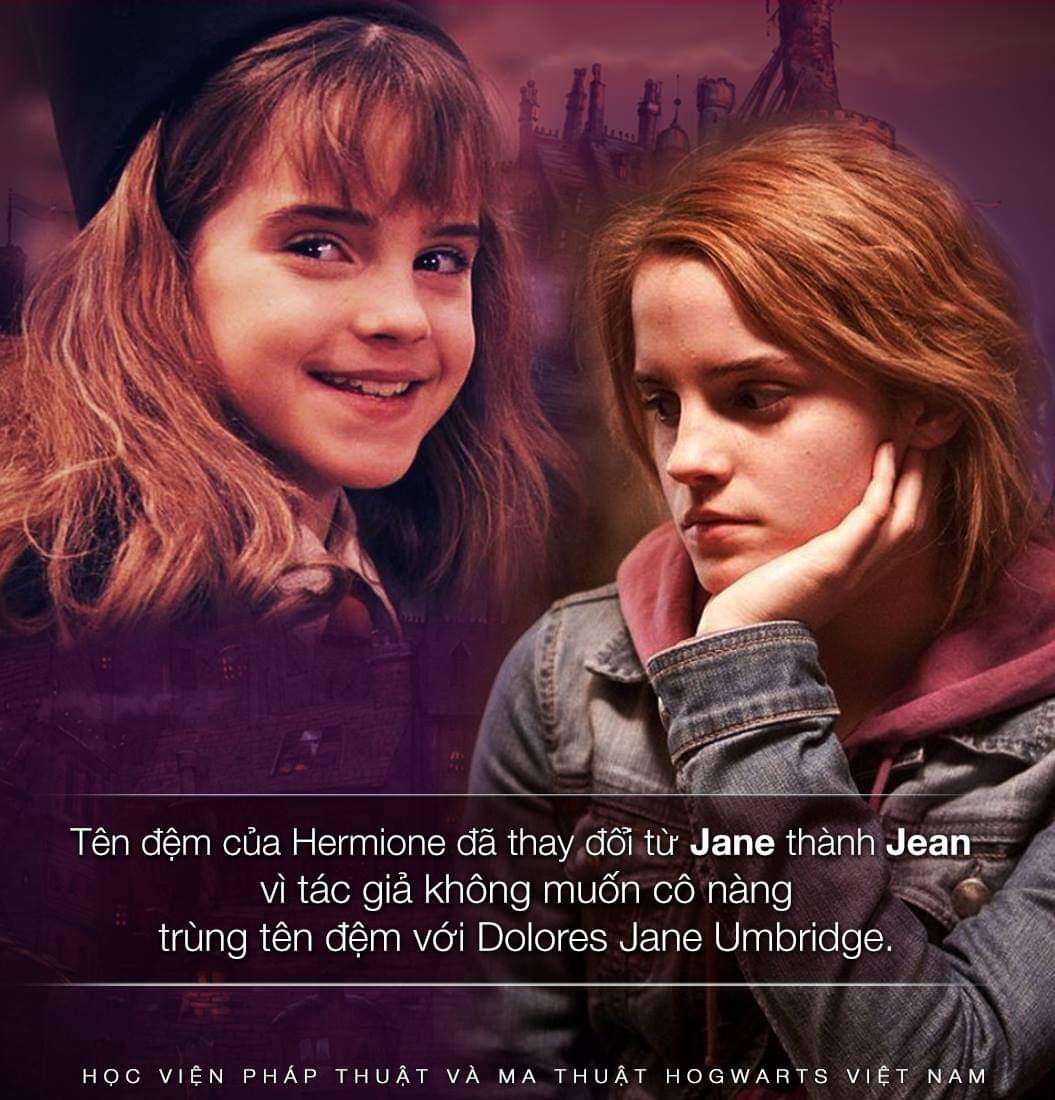 Tên đệm của Hermione đã thay đổi từ Jane thành Jean
vì tác giả không muốn cô nàng
trùng tên đệm với Dolores Jane Umbridge.
HỌC VIỆN PHÁP THUẬT VÀ MA THUẬT HOGWARTS VIỆT NAM